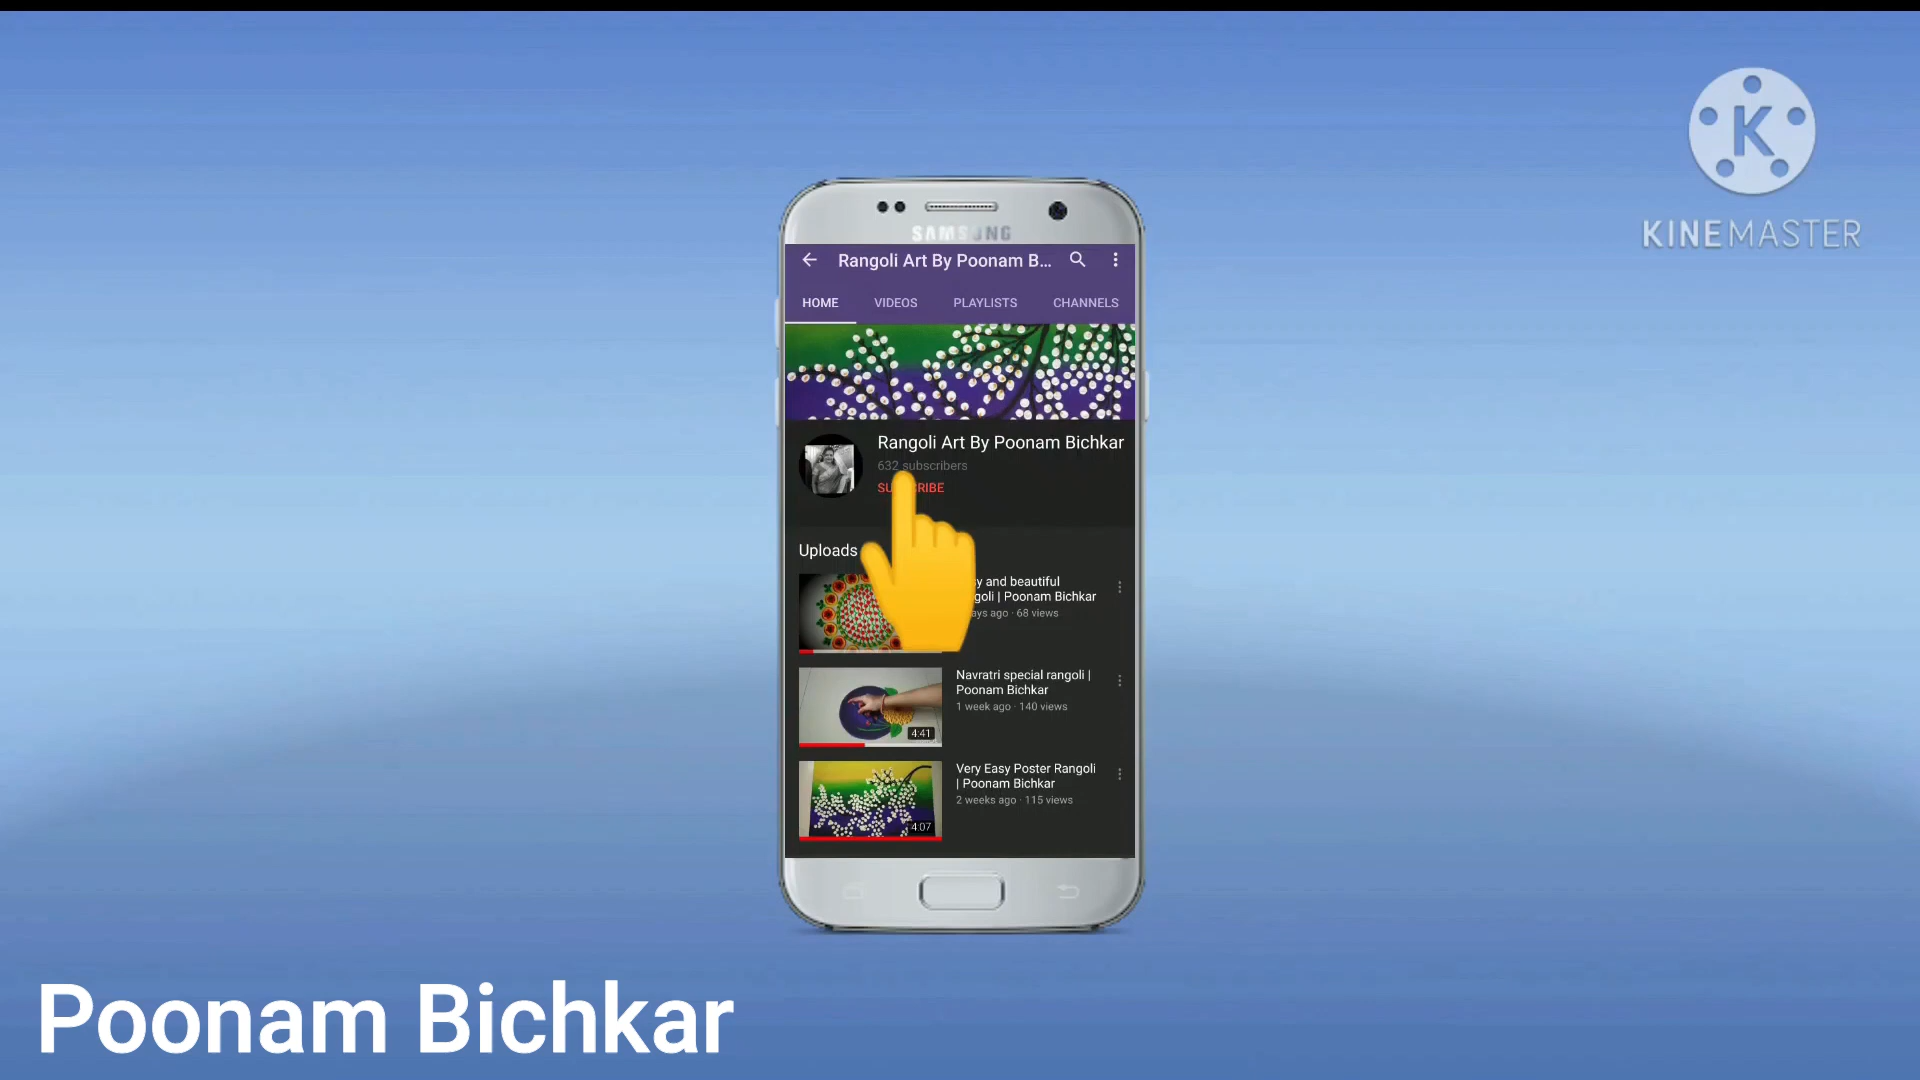 KINEMASTER
SAMSUNG
Rangoli Art By Poonam B...
HOME VIDEOS PLAYLISTS CHANNELS
Rangoli Art By Poonam Bichkar
632 subscribers
Uploads
and beautiful
| Poonam Bichkar
ago · 68 views
Navratri special rangoli |
Poonam Bichkar
1 week ago · 140 views
4:41
Very Easy Poster Rangoli
| Poonam Bichkar
2 weeks ago · 115 views
4:07
Poonam Bichkar